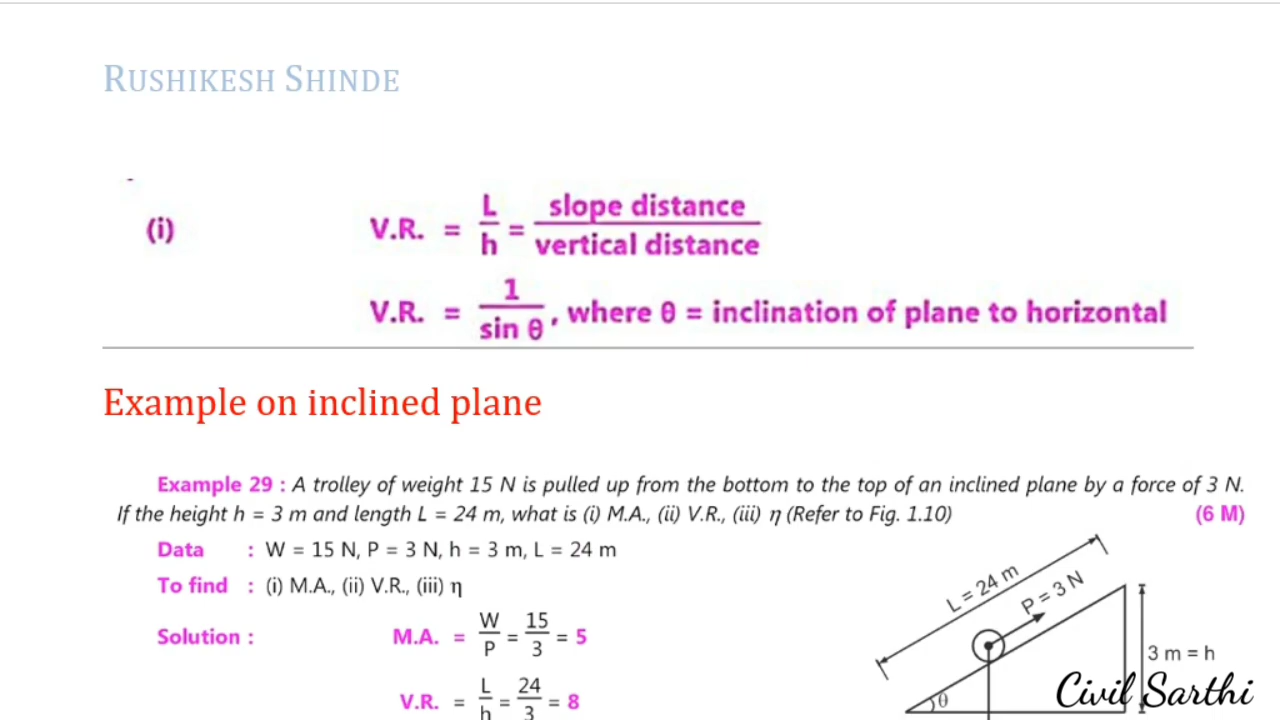 RUSHIKESH SHINDE
(i) V.R. = L/h = slope distance/vertical distance
V.R. = 1/sin θ, where θ = inclination of plane to horizontal
Example on inclined plane
Example 29 : A trolley of weight 15 N is pulled up from the bottom to the top of an inclined plane by a force of 3 N.
If the height h = 3 m and length L = 24 m, what is (i) M.A., (ii) V.R., (iii) η (Refer to Fig. 1.10) (6 M)
Data : W = 15 N, P = 3 N, h = 3 m, L = 24 m
To find : (i) M.A., (ii) V.R., (iii) η
Solution : M.A. = W/P = 15/3 = 5
V.R. = L/h = 24/3 = 8
L = 24 m
P = 3 N
3 m = h
θ
Civil Sarthi